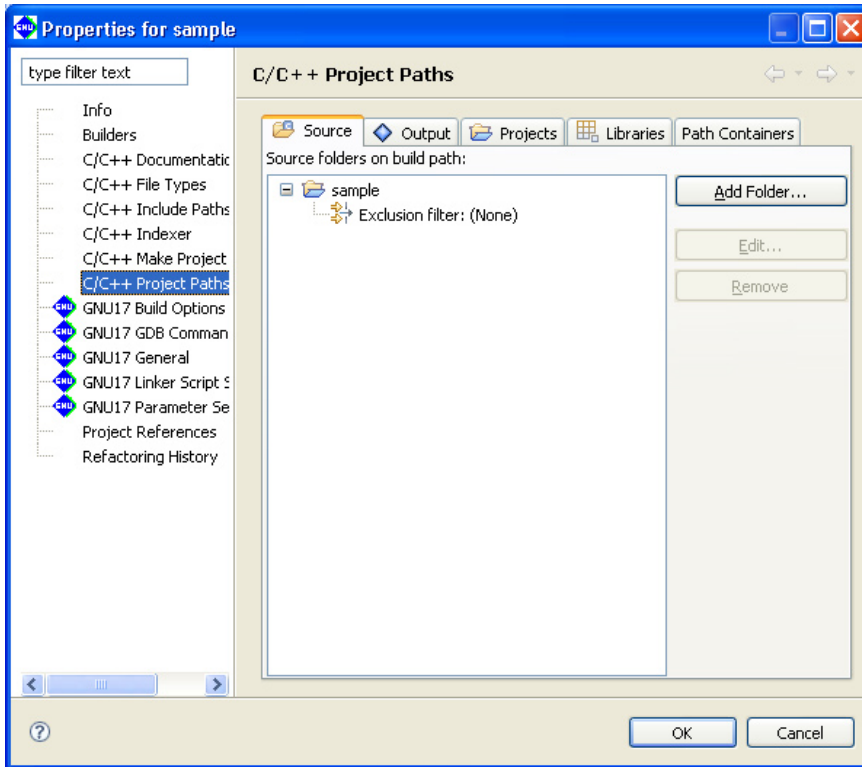 Properties for sample
type filter text
Info
Builders
C/C++ Documentatic
C/C++ File Types
C/C++ Include Paths
C/C++ Indexer
C/C++ Make Project
C/C++ Project Paths
GNU17 Build Options
GNU17 GDB Comman
GNU17 General
GNU17 Linker Script S
GNU17 Parameter Se
Project References
Refactoring History
C/C++ Project Paths
Source Output Projects Libraries Path Containers
Source folders on build path:
sample
Exclusion filter: (None)
Add Folder...
Edit...
Remove
OK Cancel